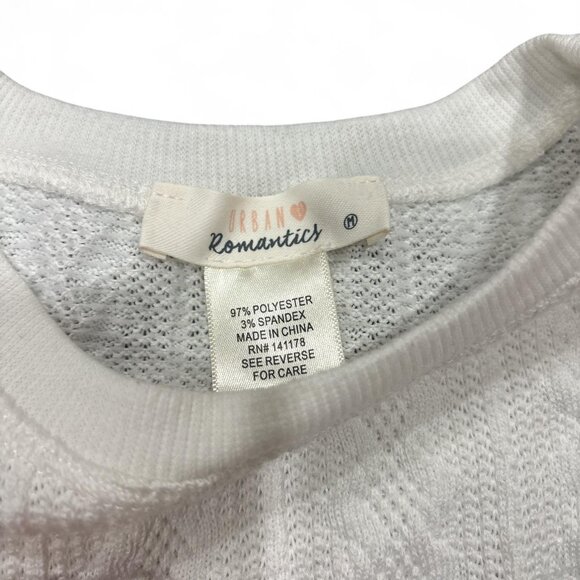 URBAN
Romantics M
97% POLYESTER
3% SPANDEX
MADE IN CHINA
RN# 141178
SEE REVERSE
FOR CARE